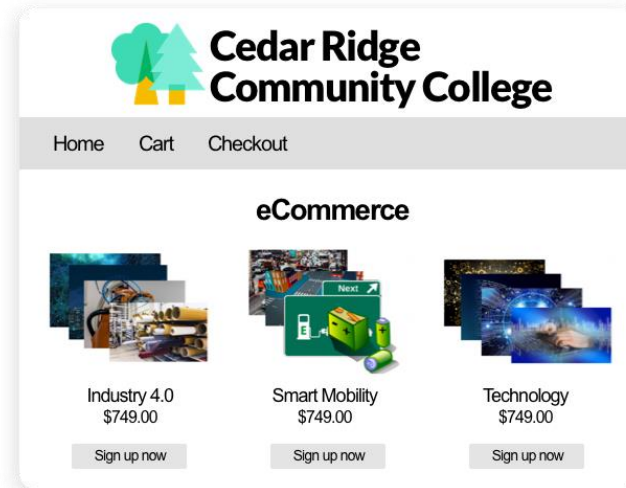 Cedar Ridge
Community College
Home Cart Checkout
eCommerce
Next
E
Industry 4.0 Smart Mobility Technology
$749.00 $749.00 $749.00
Sign up now Sign up now Sign up now